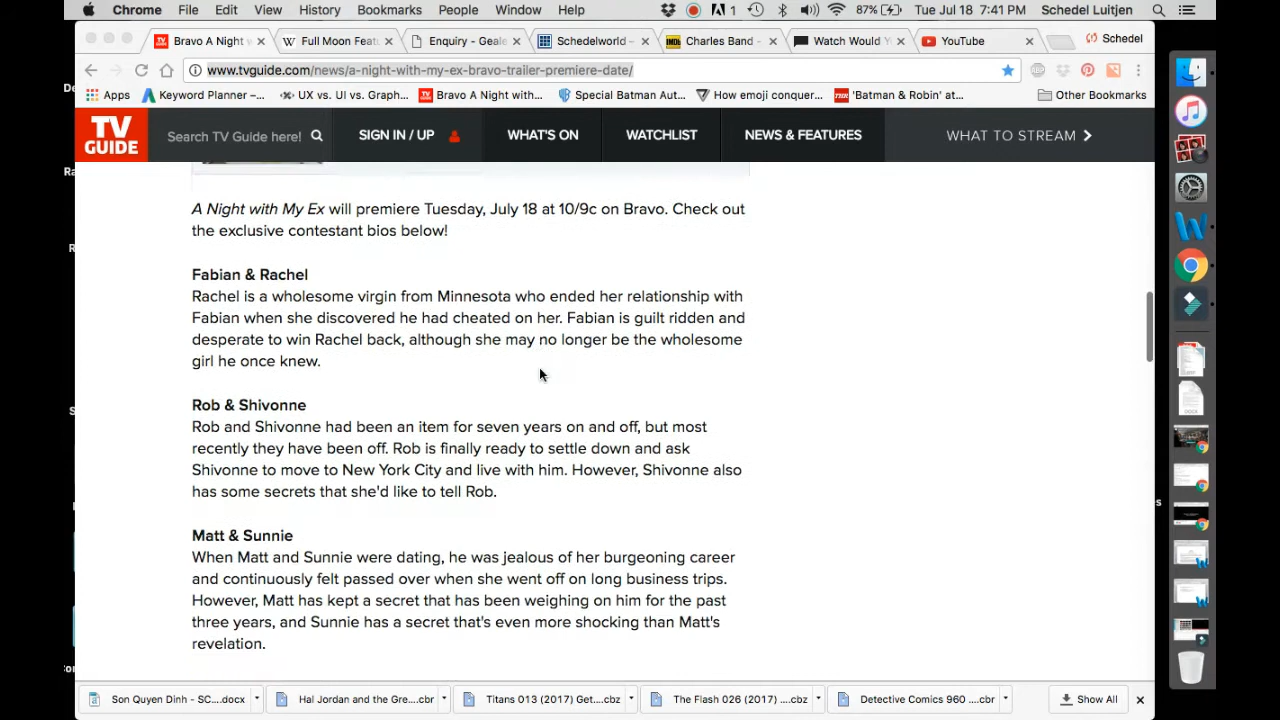 Chrome File Edit View History Bookmarks People Window Help 1 87% Tue Jul 18 7:41 PM Schedel Luitjen
Bravo A Night w Full Moon Feat Enquiry - Geale Schedelworld – Charles Band - Watch Would Y YouTube Schedel
www.tvguide.com/news/a-night-with-my-ex-bravo-trailer-premiere-date/
Apps Keyword Planner –... UX vs. UI vs. Graph... Bravo A Night with... Special Batman Aut... How emoji conquer... 'Batman & Robin' at... Other Bookmarks
TV GUIDE Search TV Guide here! SIGN IN / UP WHAT'S ON WATCHLIST NEWS & FEATURES WHAT TO STREAM
A Night with My Ex will premiere Tuesday, July 18 at 10/9c on Bravo. Check out
the exclusive contestant bios below!
Fabian & Rachel
Rachel is a wholesome virgin from Minnesota who ended her relationship with
Fabian when she discovered he had cheated on her. Fabian is guilt ridden and
desperate to win Rachel back, although she may no longer be the wholesome
girl he once knew.
Rob & Shivonne
Rob and Shivonne had been an item for seven years on and off, but most
recently they have been off. Rob is finally ready to settle down and ask
Shivonne to move to New York City and live with him. However, Shivonne also
has some secrets that she'd like to tell Rob.
Matt & Sunnie
When Matt and Sunnie were dating, he was jealous of her burgeoning career
and continuously felt passed over when she went off on long business trips.
However, Matt has kept a secret that has been weighing on him for the past
three years, and Sunnie has a secret that's even more shocking than Matt's
revelation.
Son Quyen Dinh - SC....docx Hal Jordan and the Gre....cbr Titans 013 (2017) Get....cbz The Flash 026 (2017) ....cbz Detective Comics 960 ....cbr Show All